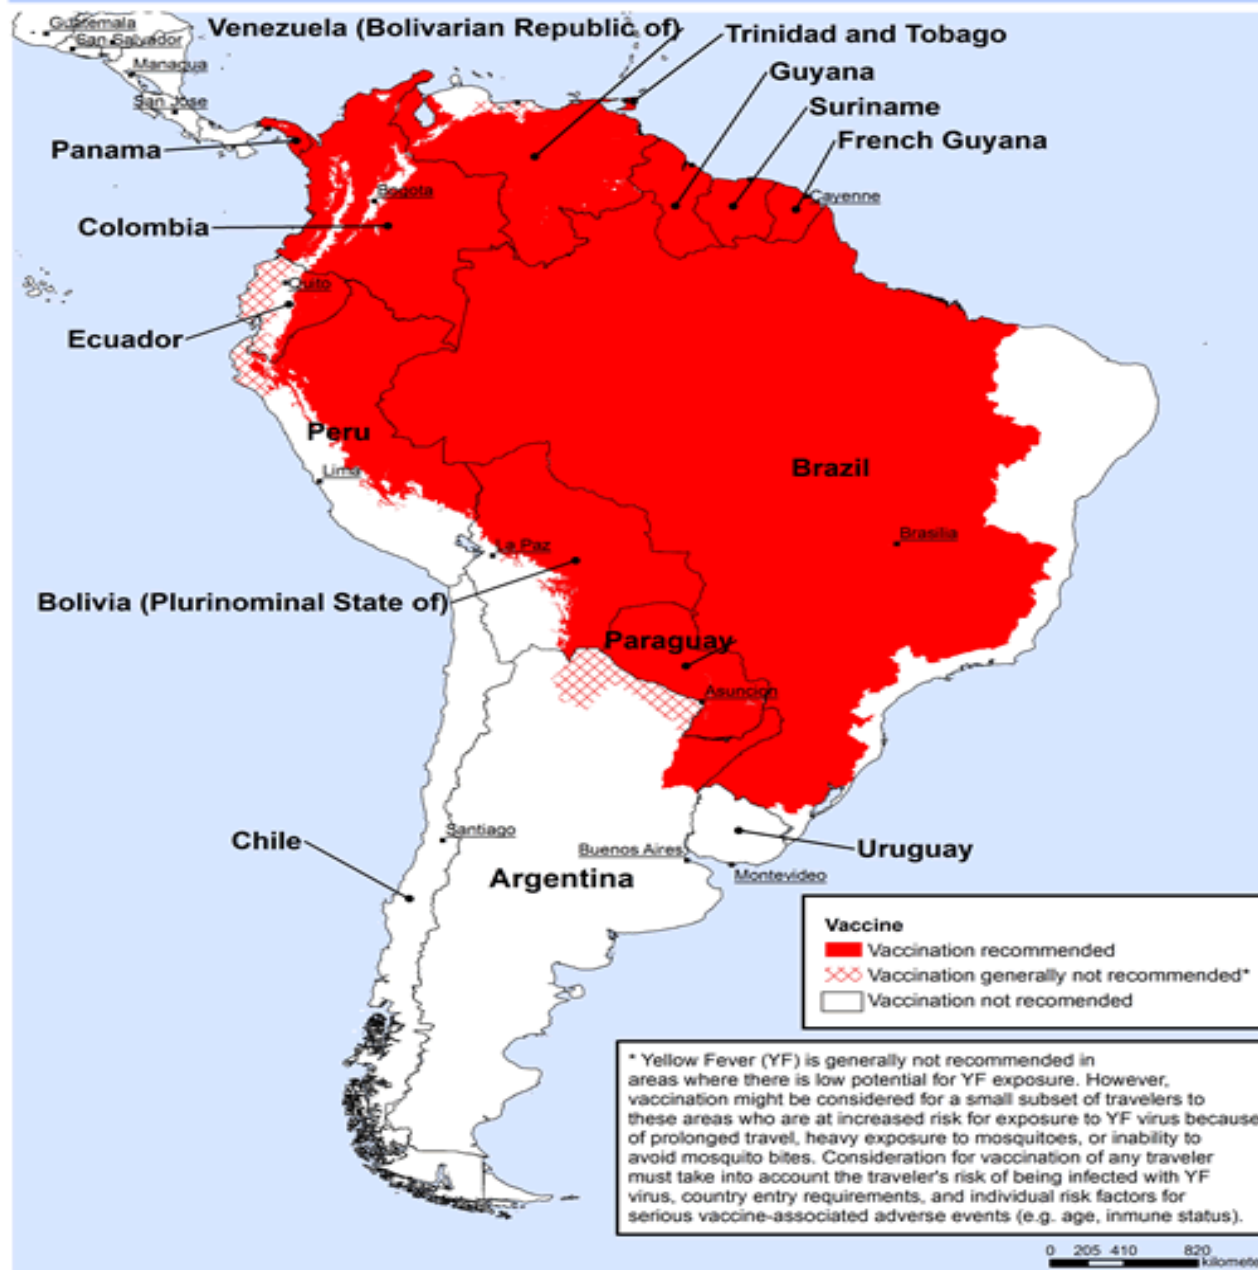 Guatemala
Venezuela (Bolivarian Republic of)
Trinidad and Tobago
San Salvador
Managua
Guyana
San Jose
Suriname
Panama
French Guyana
Bogota
Cayenne
Colombia
Quito
Ecuador
Peru
Lima
Brazil
Brasilia
La Paz
Bolivia (Plurinominal State of)
Paraguay
Asuncion
Chile
Santiago
Buenos Aires
Uruguay
Argentina
Montevideo
Vaccine
Vaccination recommended
Vaccination generally not recommended*
Vaccination not recomended
* Yellow Fever (YF) is generally not recommended in
areas where there is low potential for YF exposure. However,
vaccination might be considered for a small subset of travelers to
these areas who are at increased risk for exposure to YF virus because
of prolonged travel, heavy exposure to mosquitoes, or inability to
avoid mosquito bites. Consideration for vaccination of any traveler
must take into account the traveler's risk of being infected with YF
virus, country entry requirements, and individual risk factors for
serious vaccine-associated adverse events (e.g. age, inmune status).
0 205 410 820
kilomet